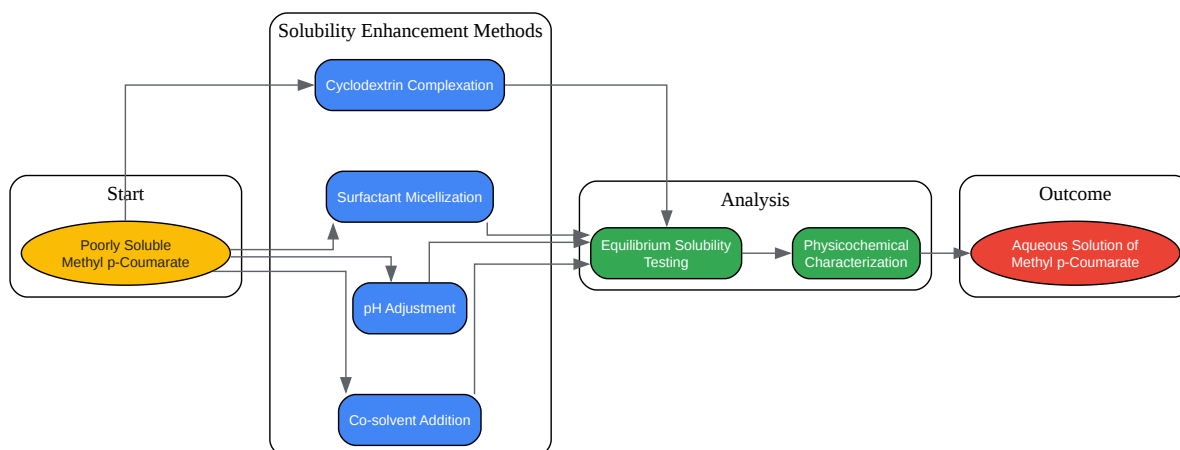 Start
Poorly Soluble
Methyl p-Coumarate
Solubility Enhancement Methods
Cyclodextrin Complexation
Surfactant Micellization
pH Adjustment
Co-solvent Addition
Analysis
Equilibrium Solubility
Testing
Physicochemical
Characterization
Outcome
Aqueous Solution of
Methyl p-Coumarate